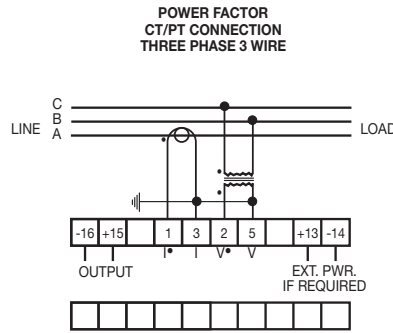 POWER FACTOR
CT/PT CONNECTION
THREE PHASE 3 WIRE
C
B
LINE A LOAD
-16 +15 1 3 2 5 +13 -14
I• I V• V
OUTPUT EXT. PWR.
IF REQUIRED